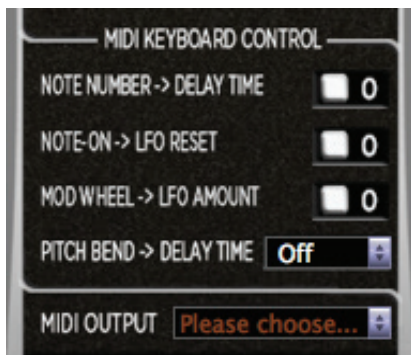 MIDI KEYBOARD CONTROL
NOTE NUMBER -> DELAY TIME 0
NOTE-ON -> LFO RESET 0
MOD WHEEL -> LFO AMOUNT 0
PITCH BEND -> DELAY TIME Off
MIDI OUTPUT Please choose...